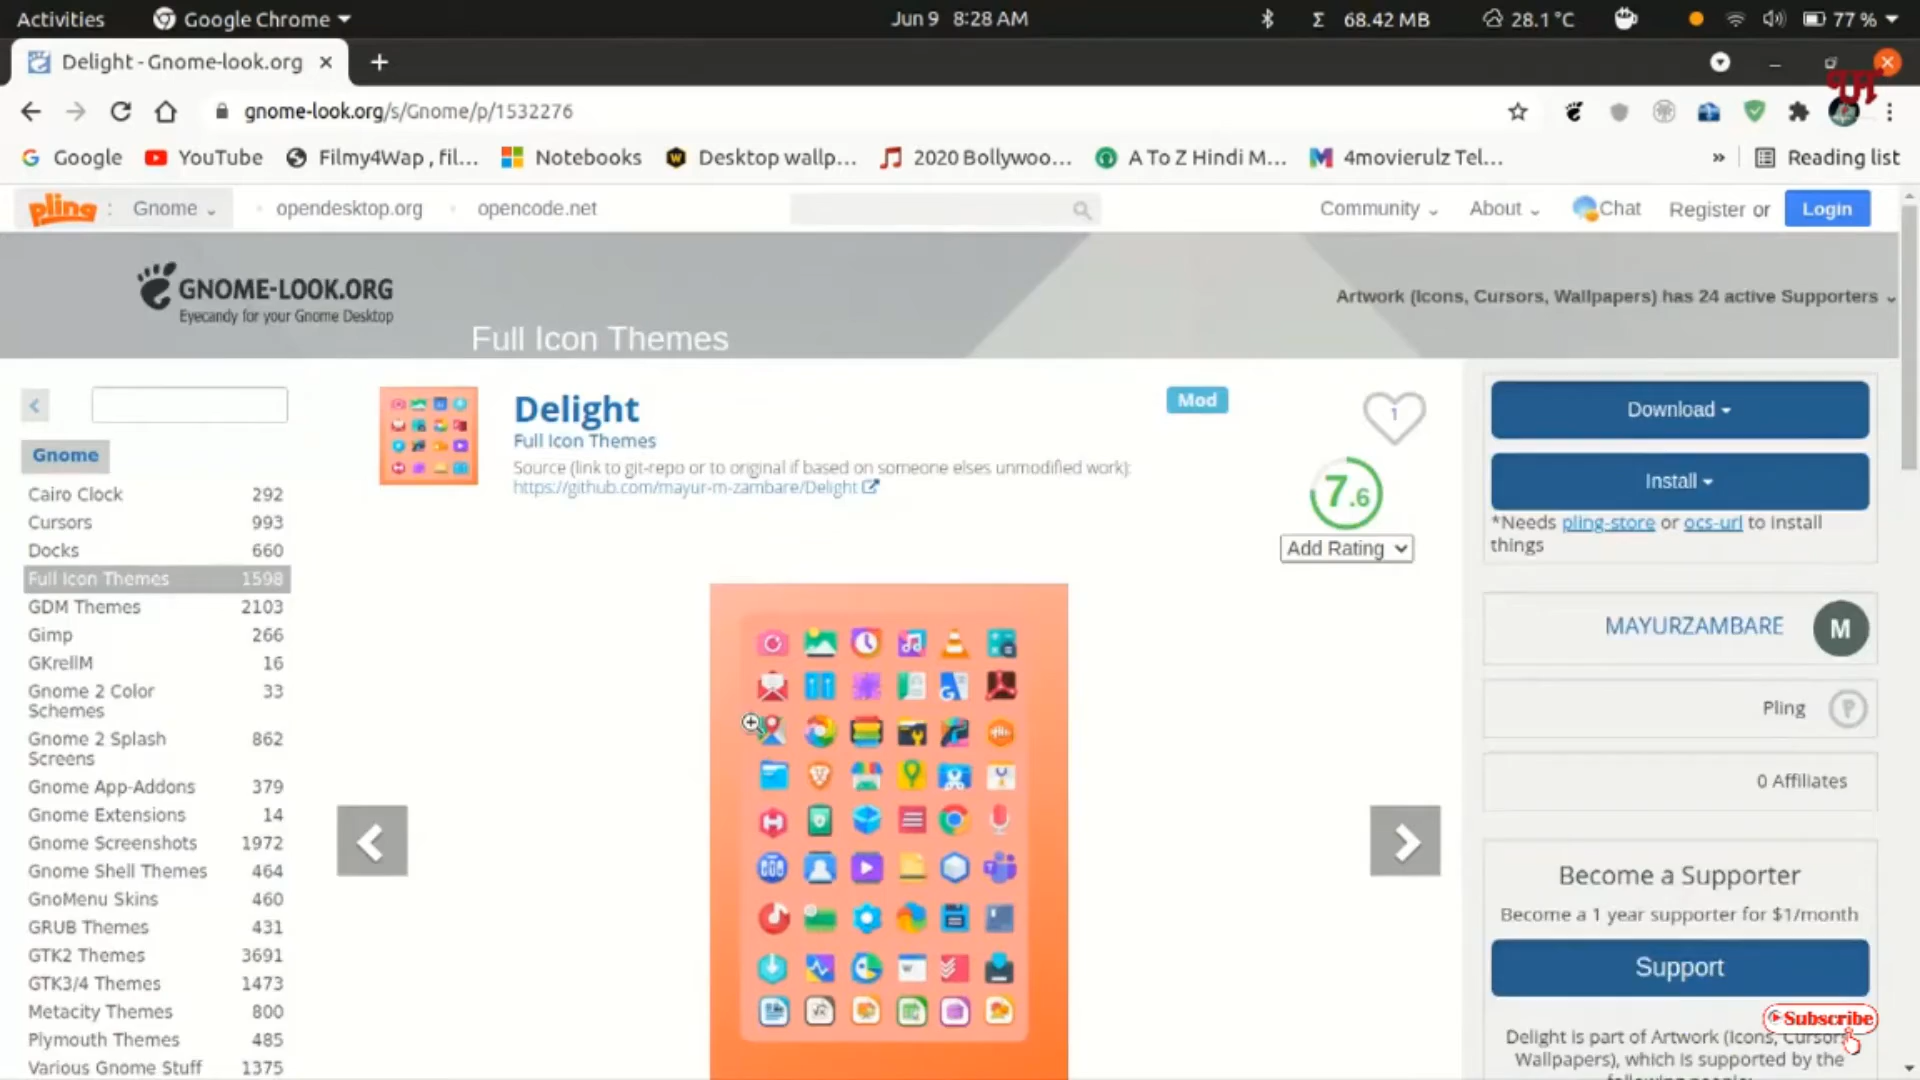 Activities Google Chrome Jun 9 8:28 AM Σ 68.42 MB 28.1 °C 77 %
Delight - Gnome-look.org
gnome-look.org/s/Gnome/p/1532276
Google YouTube Filmy4Wap , fil... Notebooks Desktop wallp... 2020 Bollywoo... A To Z Hindi M... 4movierulz Tel... » Reading list
pling : Gnome opendesktop.org opencode.net Community About Chat Register or Login
GNOME-LOOK.ORG
Eyecandy for your Gnome Desktop
Full Icon Themes
Artwork (Icons, Cursors, Wallpapers) has 24 active Supporters
Gnome
Cairo Clock 292
Cursors 993
Docks 660
Full Icon Themes 1598
GDM Themes 2103
Gimp 266
GKrellM 16
Gnome 2 Color 33
Schemes
Gnome 2 Splash 862
Screens
Gnome App-Addons 379
Gnome Extensions 14
Gnome Screenshots 1972
Gnome Shell Themes 464
GnoMenu Skins 460
GRUB Themes 431
GTK2 Themes 3691
GTK3/4 Themes 1473
Metacity Themes 800
Plymouth Themes 485
Various Gnome Stuff 1375
Delight
Full Icon Themes
Source (link to git-repo or to original if based on someone elses unmodified work):
https://github.com/mayur-m-zambare/Delight
Mod
1
7.6
Add Rating
Download
Install
*Needs pling-store or ocs-url to install
things
MAYURZAMBARE M
Pling
0 Affiliates
Become a Supporter
Become a 1 year supporter for $1/month
Support
Subscribe
Delight is part of Artwork (Icons, Cursors,
Wallpapers), which is supported by the
following people: